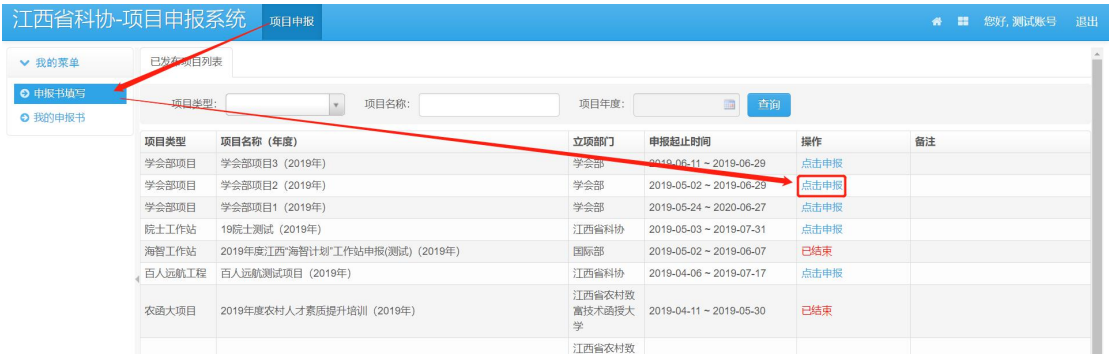 江西省科协-项目申报系统 项目申报 您好, 测试账号 退出
我的菜单
申报书填写
我的申报书
已发布项目列表
项目类型: 项目名称: 项目年度: 查询
项目类型 项目名称（年度） 立项部门 申报起止时间 操作 备注
学会部项目 学会部项目3（2019年） 学会部 2019-06-11 ~ 2019-06-29 点击申报
学会部项目 学会部项目2（2019年） 学会部 2019-05-02 ~ 2019-06-29 点击申报
学会部项目 学会部项目1（2019年） 学会部 2019-05-24 ~ 2020-06-27 点击申报
院士工作站 19院士测试（2019年） 江西省科协 2019-05-03 ~ 2019-07-31 点击申报
海智工作站 2019年度江西“海智计划”工作站申报(测试)（2019年） 国际部 2019-05-02 ~ 2019-06-07 已结束
百人远航工程 百人远航测试项目（2019年） 江西省科协 2019-04-06 ~ 2019-07-17 点击申报
江西省农村致
农函大项目 2019年度农村人才素质提升培训（2019年） 富技术函授大 2019-04-11 ~ 2019-05-30 已结束
学
江西省农村致